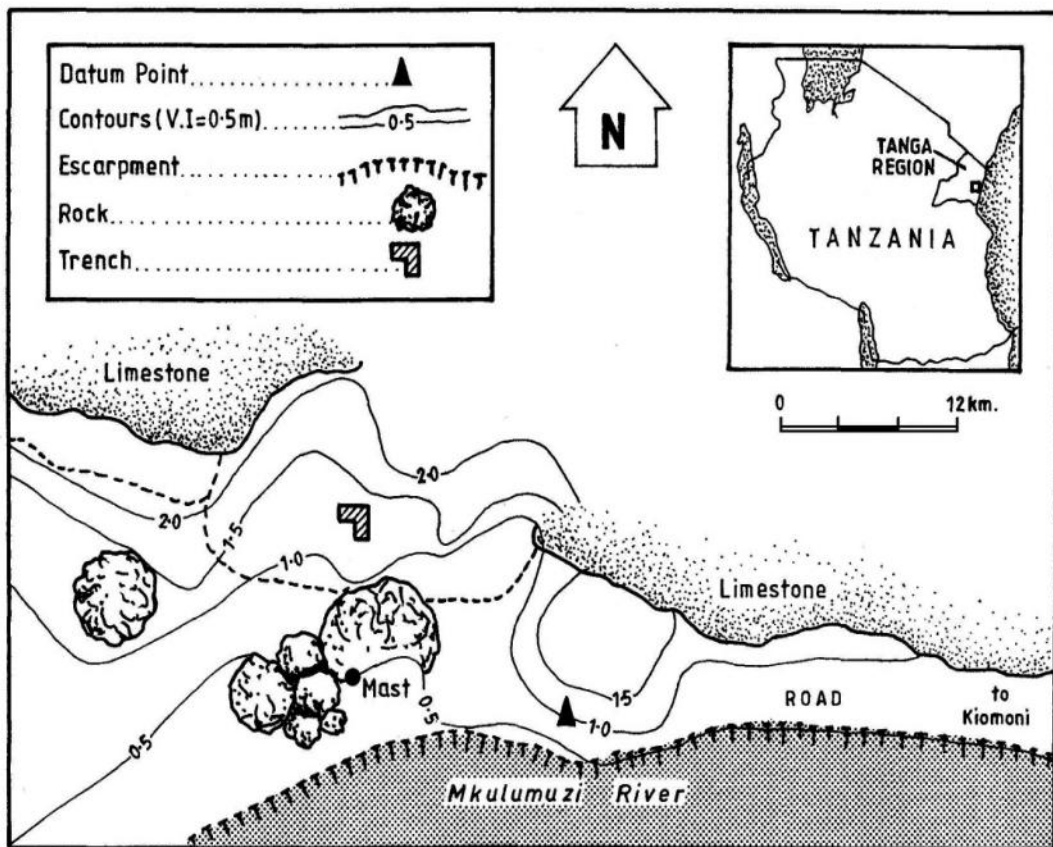 Datum Point
Contours (V.I=0·5m)
0·5
Escarpment
Rock
Trench
N
TANGA
REGION
TANZANIA
0 12km.
Limestone
2·0
2·0
1·5
1·0
Limestone
Mast
0·5
0·5
15
1·0
ROAD
to
Kiomoni
Mkulumuzi River